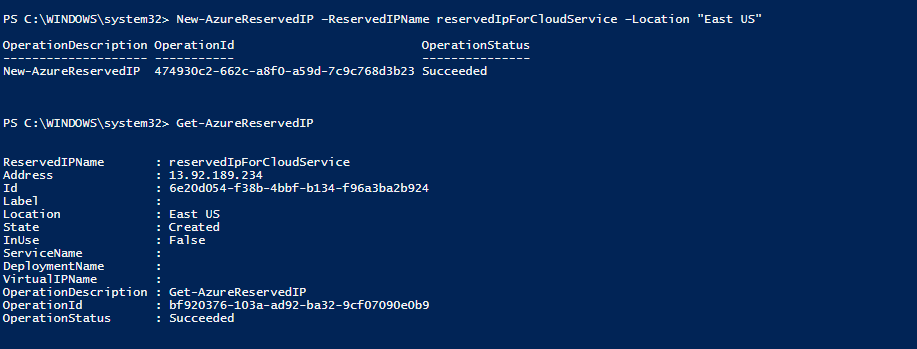 PS C:\WINDOWS\system32> New-AzureReservedIP –ReservedIPName reservedIpForCloudService –Location "East US"
OperationDescription OperationId                          OperationStatus
-------------------- -----------                          ---------------
New-AzureReservedIP  474930c2-662c-a8f0-a59d-7c9c768d3b23 Succeeded
PS C:\WINDOWS\system32> Get-AzureReservedIP
ReservedIPName       : reservedIpForCloudService
Address              : 13.92.189.234
Id                   : 6e20d054-f38b-4bbf-b134-f96a3ba2b924
Label                :
Location             : East US
State                : Created
InUse                : False
ServiceName          :
DeploymentName       :
VirtualIPName        :
OperationDescription : Get-AzureReservedIP
OperationId          : bf920376-103a-ad92-ba32-9cf07090e0b9
OperationStatus      : Succeeded